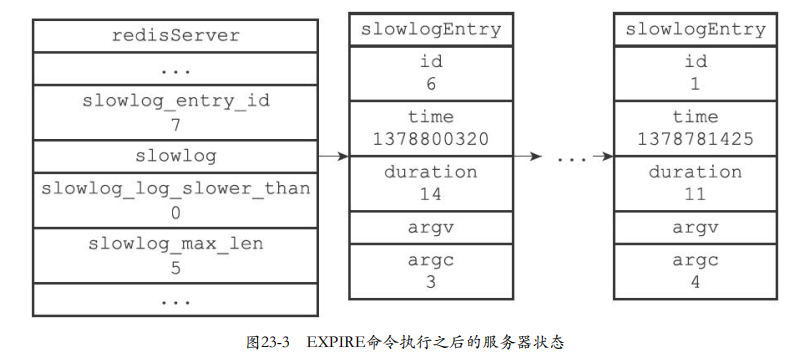 redisServer
...
slowlog_entry_id
7
slowlog
slowlog_log_slower_than
0
slowlog_max_len
5
...
slowlogEntry
id
6
time
1378800320
duration
14
argv
argc
3
...
slowlogEntry
id
1
time
1378781425
duration
11
argv
argc
4
图23-3 EXPIRE命令执行之后的服务器状态